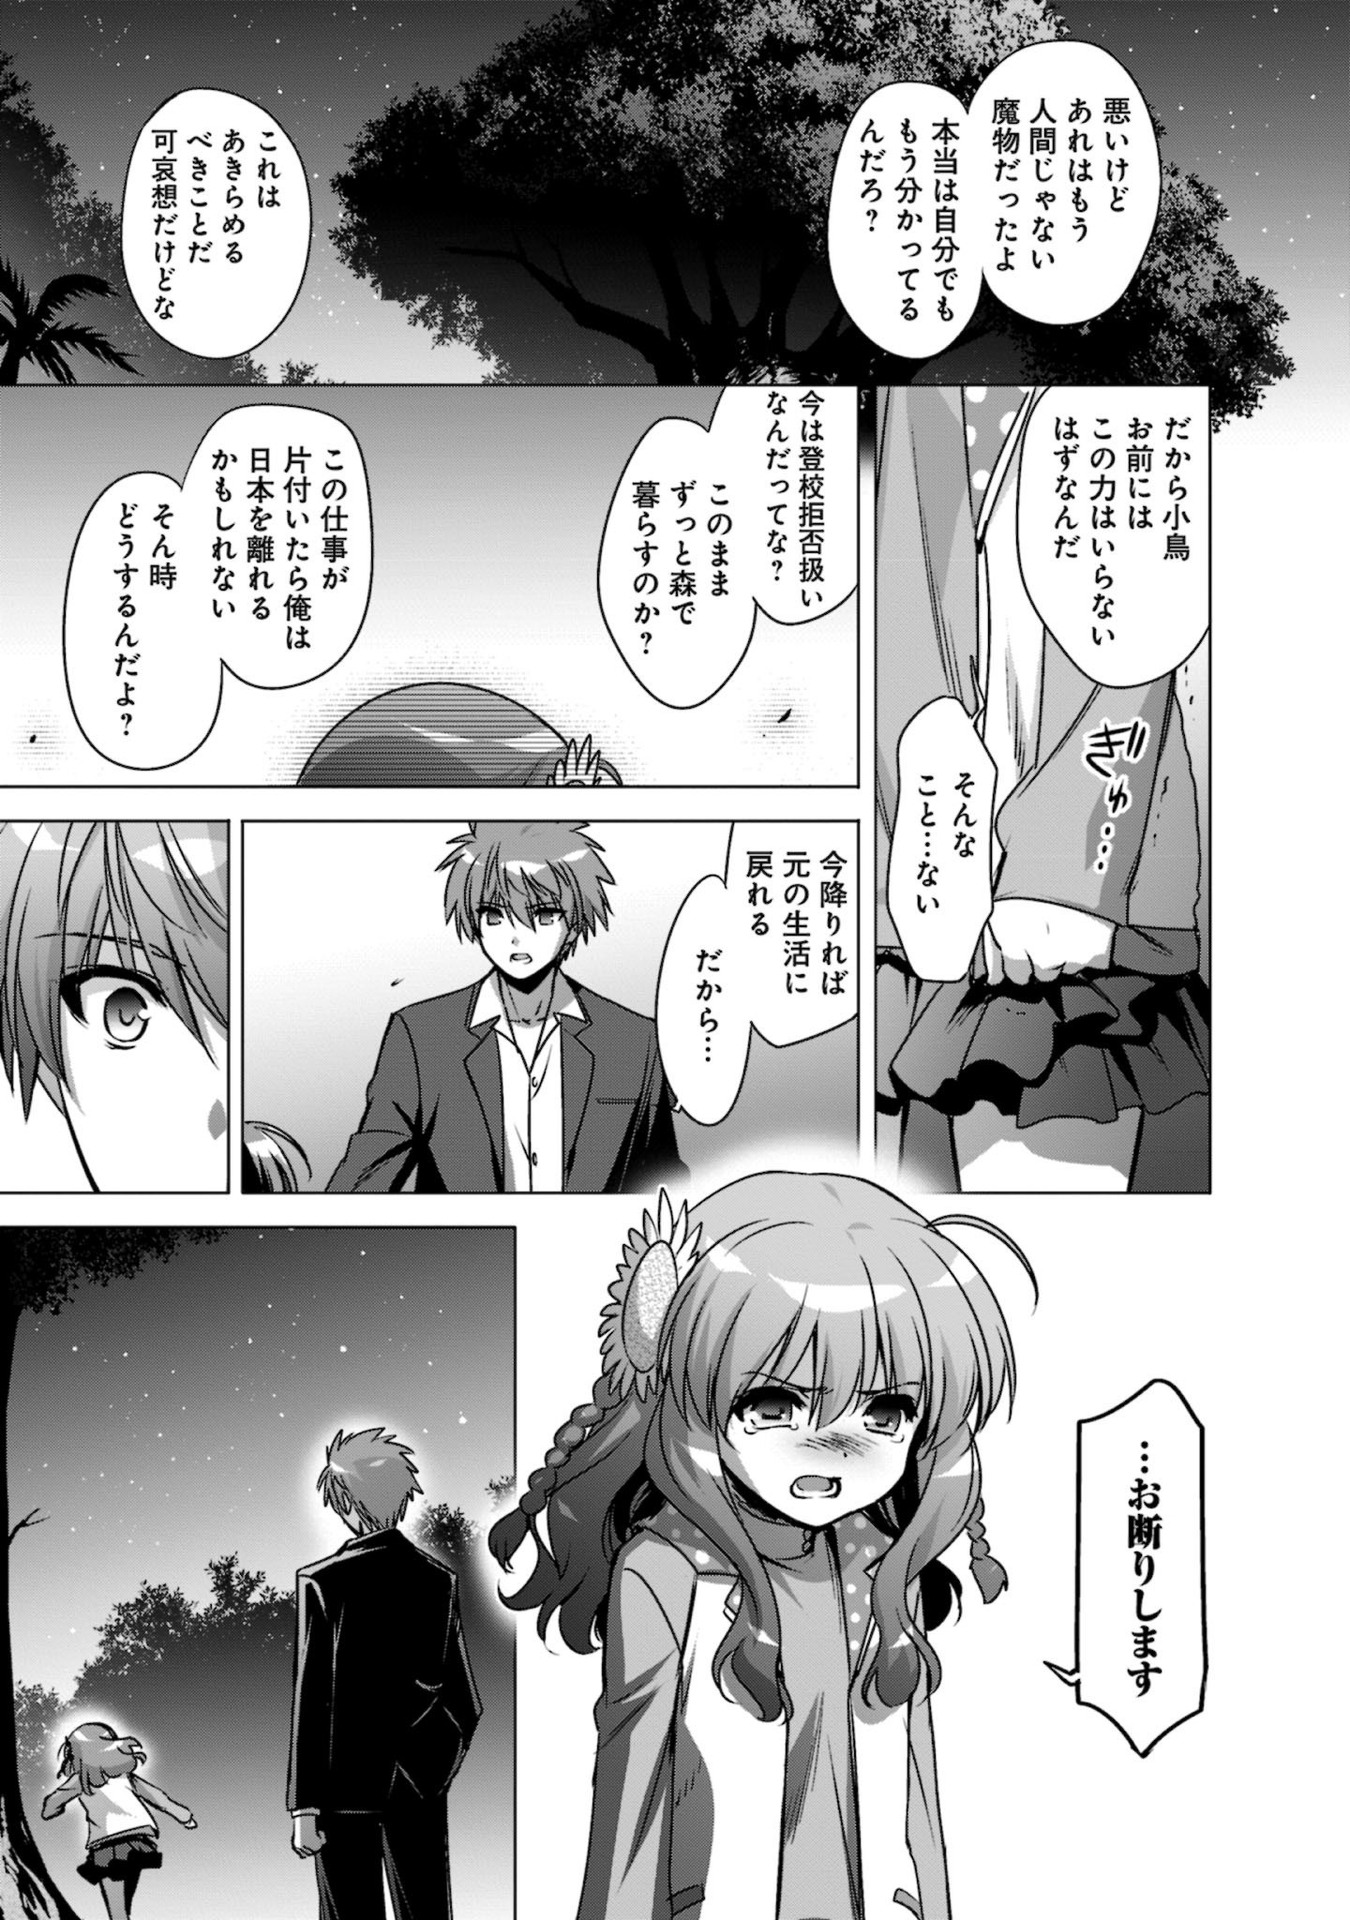 悪いけど
あれはもう
人間じゃない
魔物だったよ
本当は自分でも
もう分かってる
んだろ？
これは
あきらめる
べきことだ
可哀想だけどな
だから小鳥
お前には
この力はいらない
はずなんだ
ぎゅ…
そんな
こと…ない
今は登校拒否扱い
なんだってな？
このまま
ずっと森で
暮らすのか？
この仕事が
片付いたら俺は
日本を離れる
かもしれない
そん時
どうするんだよ？
今降りれば
元の生活に
戻れる
だから…
…お断りします